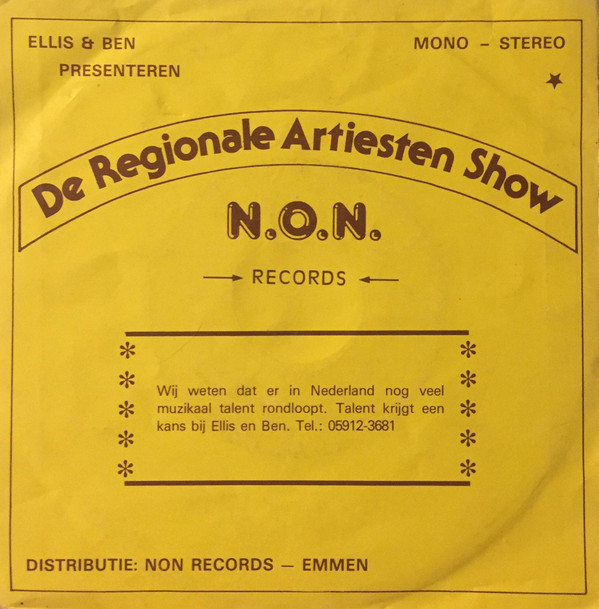 ELLIS & BEN
MONO – STEREO
PRESENTEREN
De Regionale Artiesten Show
N.O.N.
RECORDS
Wij weten dat er in Nederland nog veel
muzikaal talent rondloopt. Talent krijgt een
kans bij Ellis en Ben. Tel.: 05912-3681
DISTRIBUTIE: NON RECORDS — EMMEN